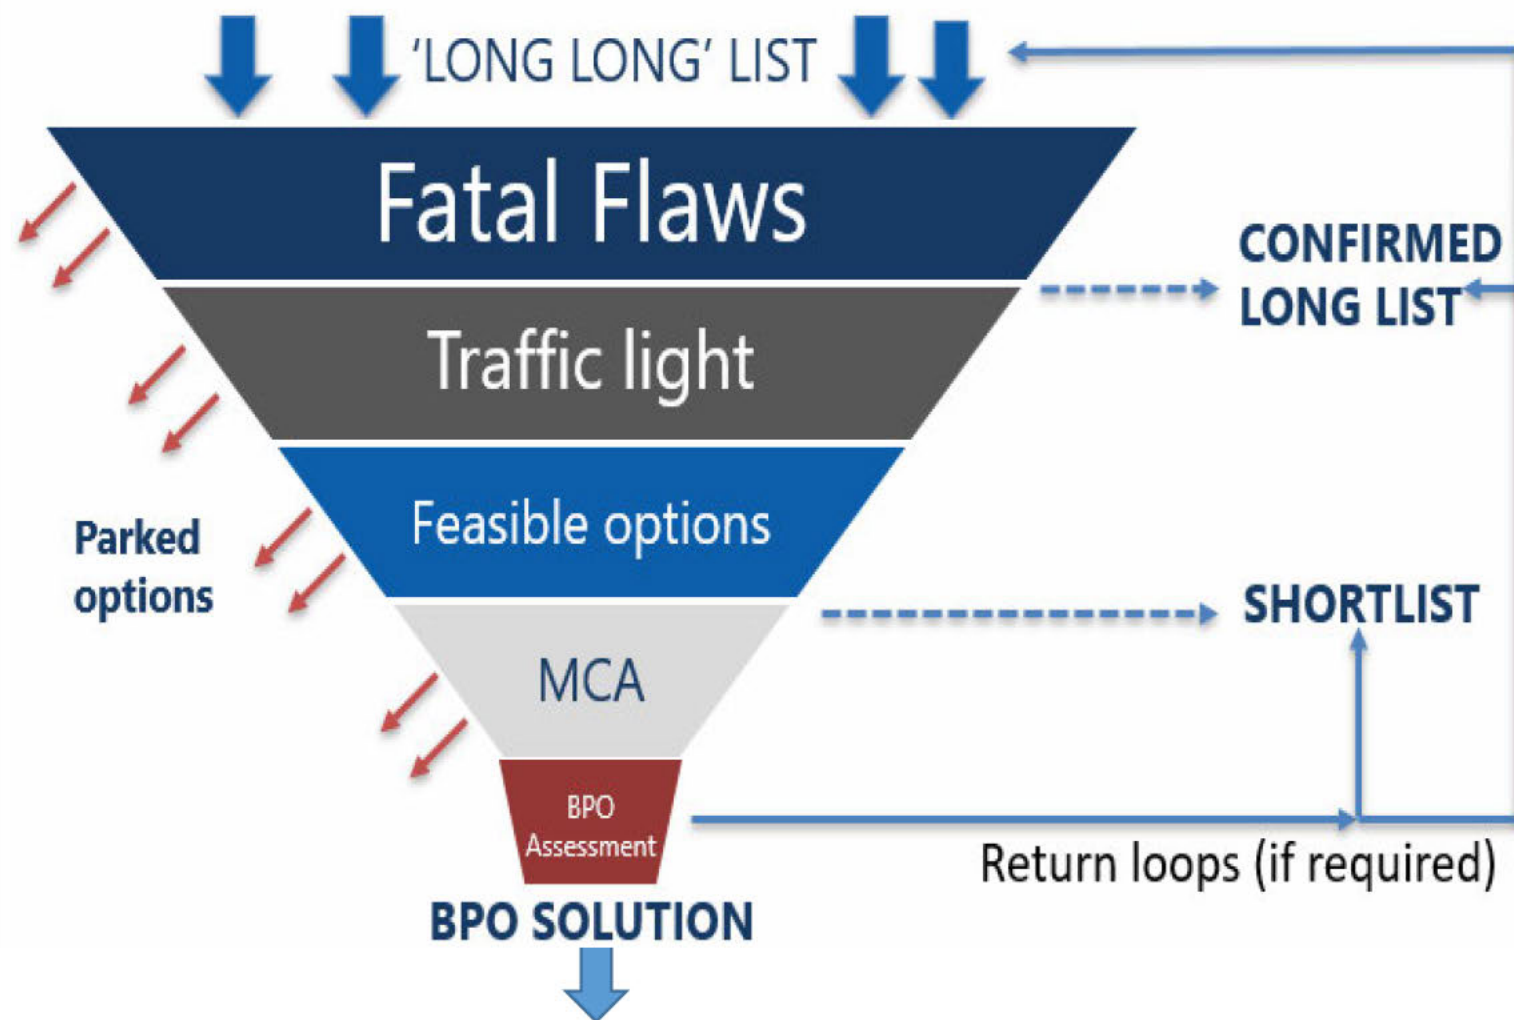 ‘LONG LONG’ LIST
Fatal Flaws
CONFIRMED
LONG LIST
Traffic light
Feasible options
Parked
options
SHORTLIST
MCA
BPO
Assessment
Return loops (if required)
BPO SOLUTION